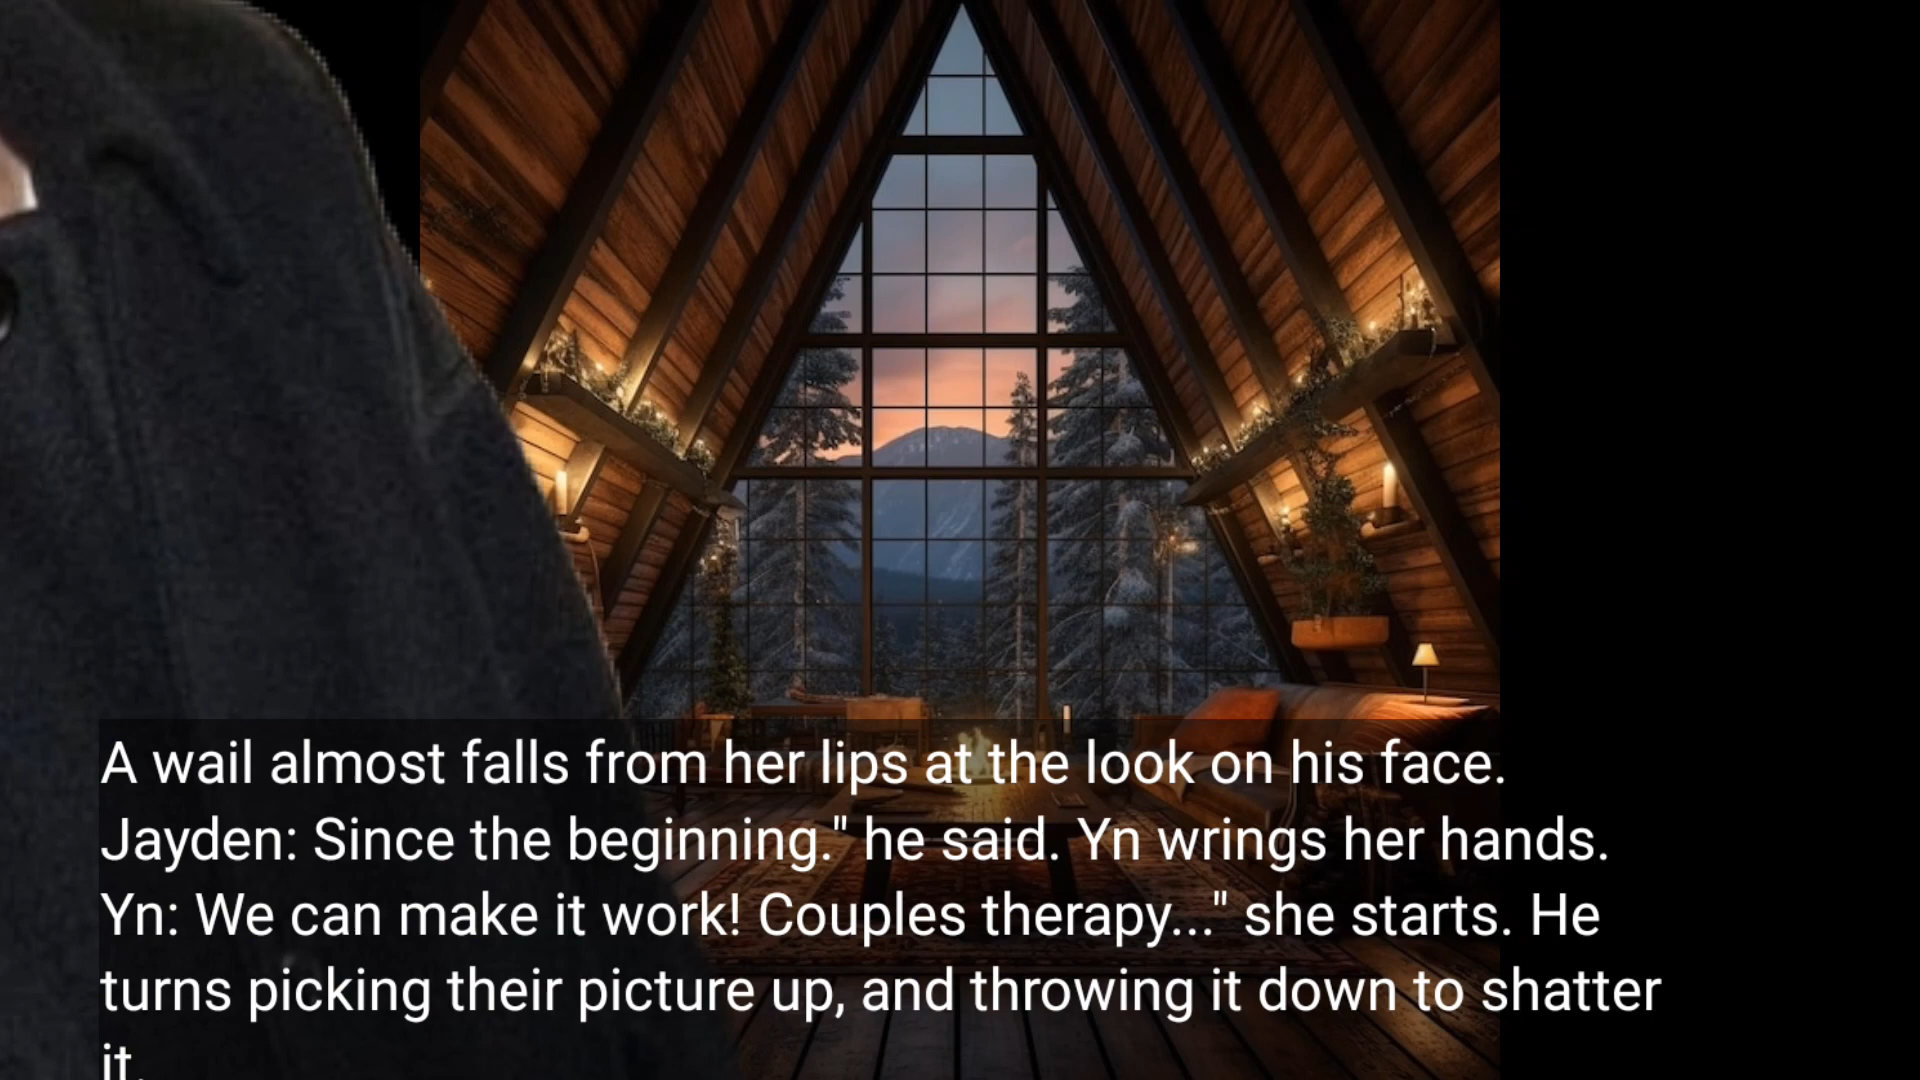 A wail almost falls from her lips at the look on his face.
Jayden: Since the beginning." he said. Yn wrings her hands.
Yn: We can make it work! Couples therapy..." she starts. He
turns picking their picture up, and throwing it down to shatter
it.